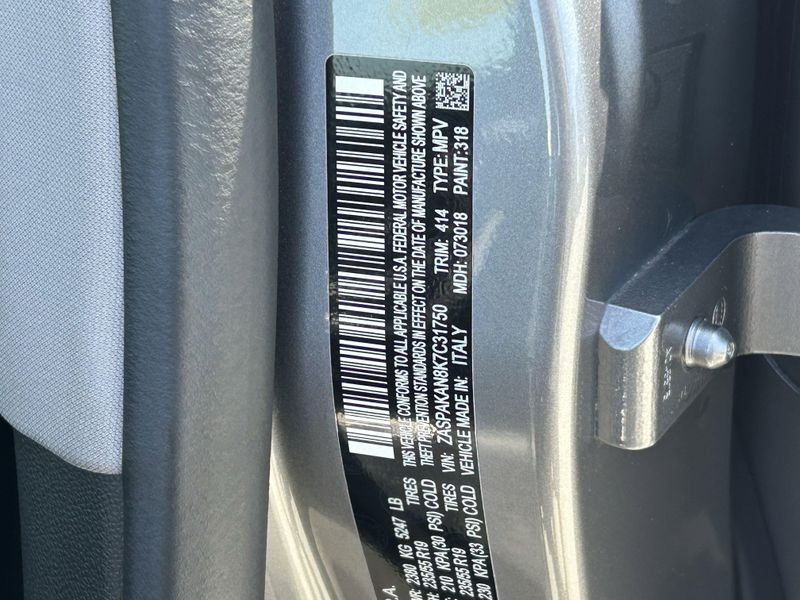 THIS VEHICLE CONFORMS TO ALL APPLICABLE U.S.A. FEDERAL MOTOR VEHICLE SAFETY AND
THEFT PREVENTION STANDARDS IN EFFECT ON THE DATE OF MANUFACTURE SHOWN ABOVE
VIN: ZASPAKAN8K7C31750 TRIM: 414 TYPE: MPV
VEHICLE MADE IN: ITALY MDH: 073018 PAINT: 318
2380 KG 5247 LB TIRES
235/55 R19
210 KPA(30 PSI) COLD
TIRES
235/55 R19
230 KPA(33 PSI) COLD